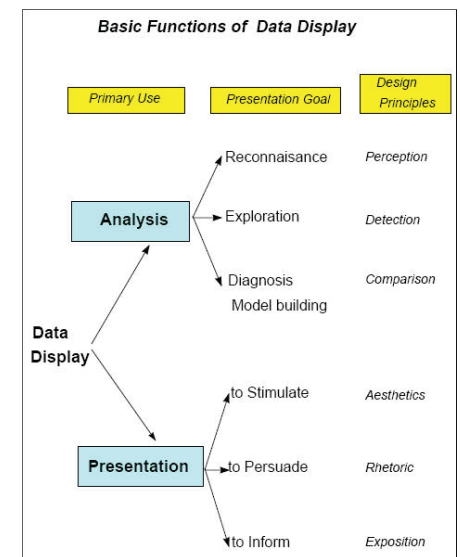 Basic Functions of Data Display
Primary Use
Presentation Goal
Design
Principles
Reconnaisance
Perception
Analysis
Exploration
Detection
Diagnosis
Comparison
Model building
Data
Display
to Stimulate
Aesthetics
Presentation
to Persuade
Rhetoric
to Inform
Exposition